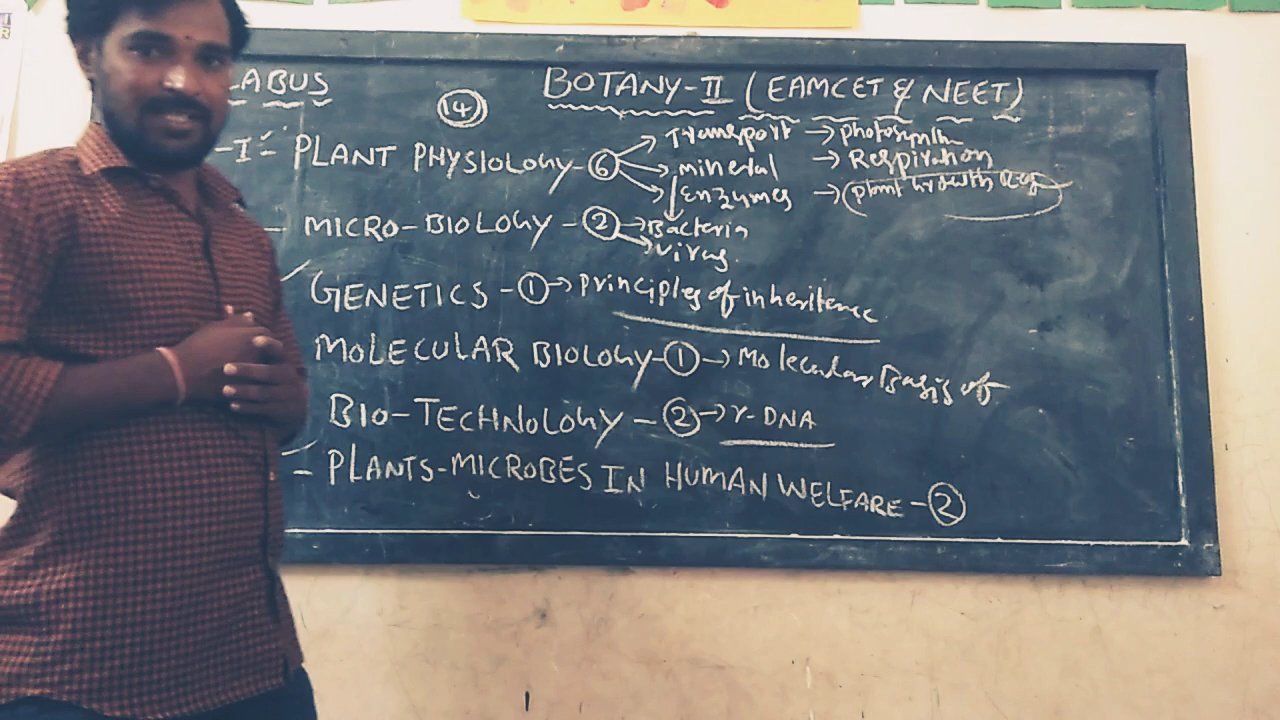 ABUS
BOTANY-II (EAMCET & NEET)
14
-I:- PLANT PHYSIOLOGY-6 → Transport → photosynth
→ mineral → Respiration
→ Enzymes → (plant Growth Reg
- MICRO-BIOLOGY - 2 → Bacteria
→ virus.
GENETICS - 1 → principles of inheritence
MOLECULAR BIOLOGY-1 → Molecular Basis of
BIO-TECHNOLOGY - 2 → r-DNA
- PLANTS-MICROBES IN HUMAN WELFARE - 2